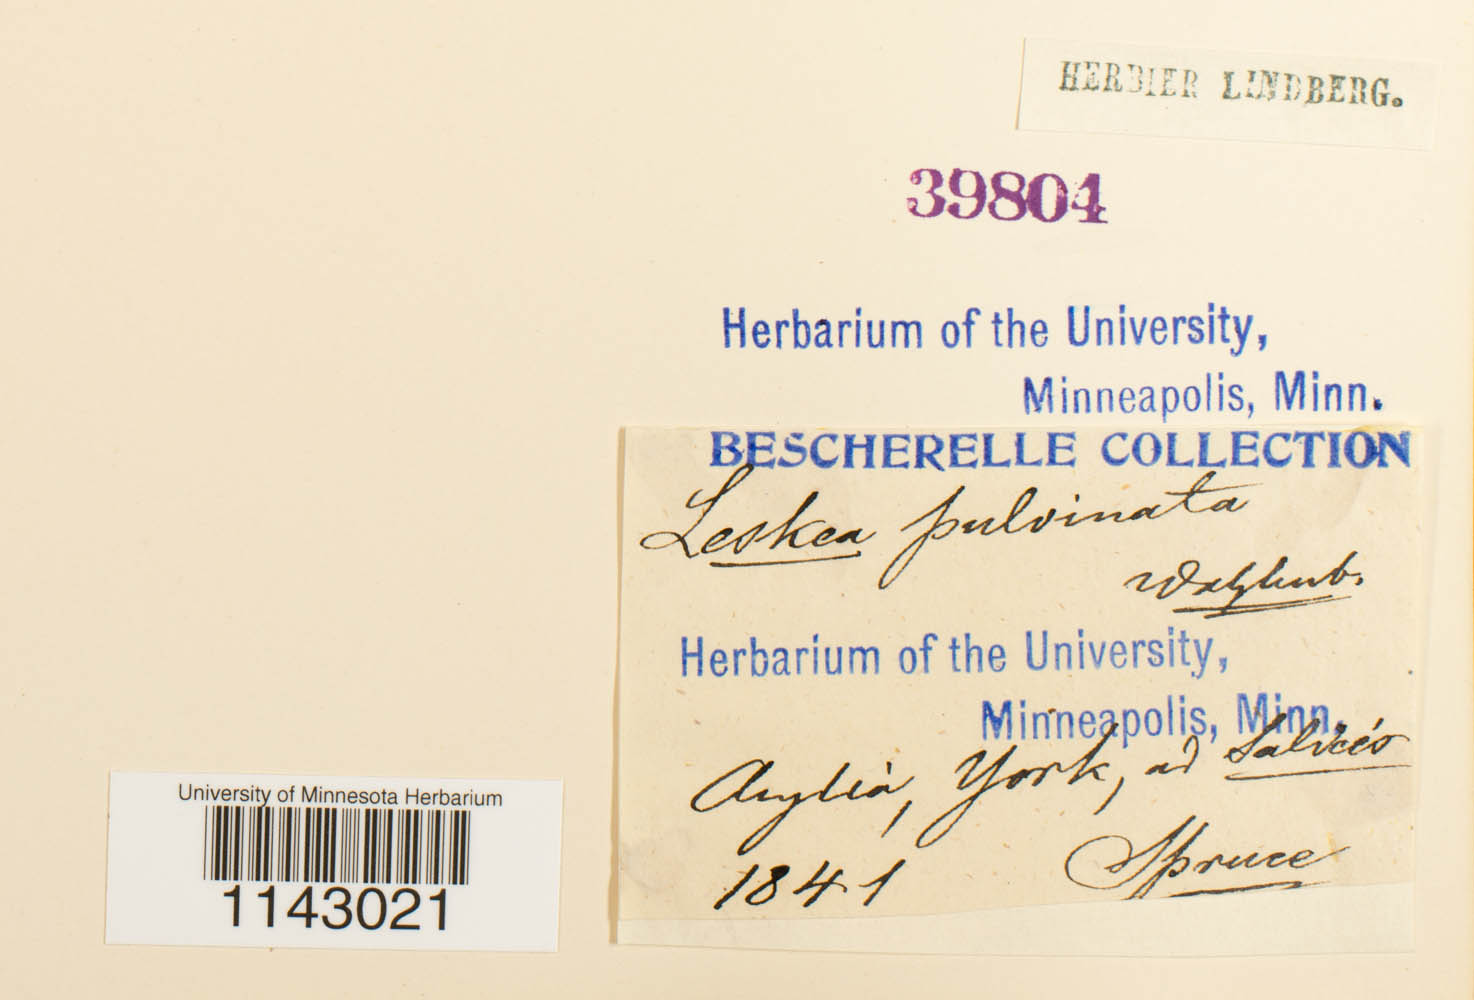 HERBIER LINDBERG.
39804
Herbarium of the University,
Minneapolis, Minn.
BESCHERELLE COLLECTION
Leskea pulvinata
Wahlenb.
Herbarium of the University,
Minneapolis, Minn.
Anglia, York, ad Salices
Spruce
1841
University of Minnesota Herbarium
1143021